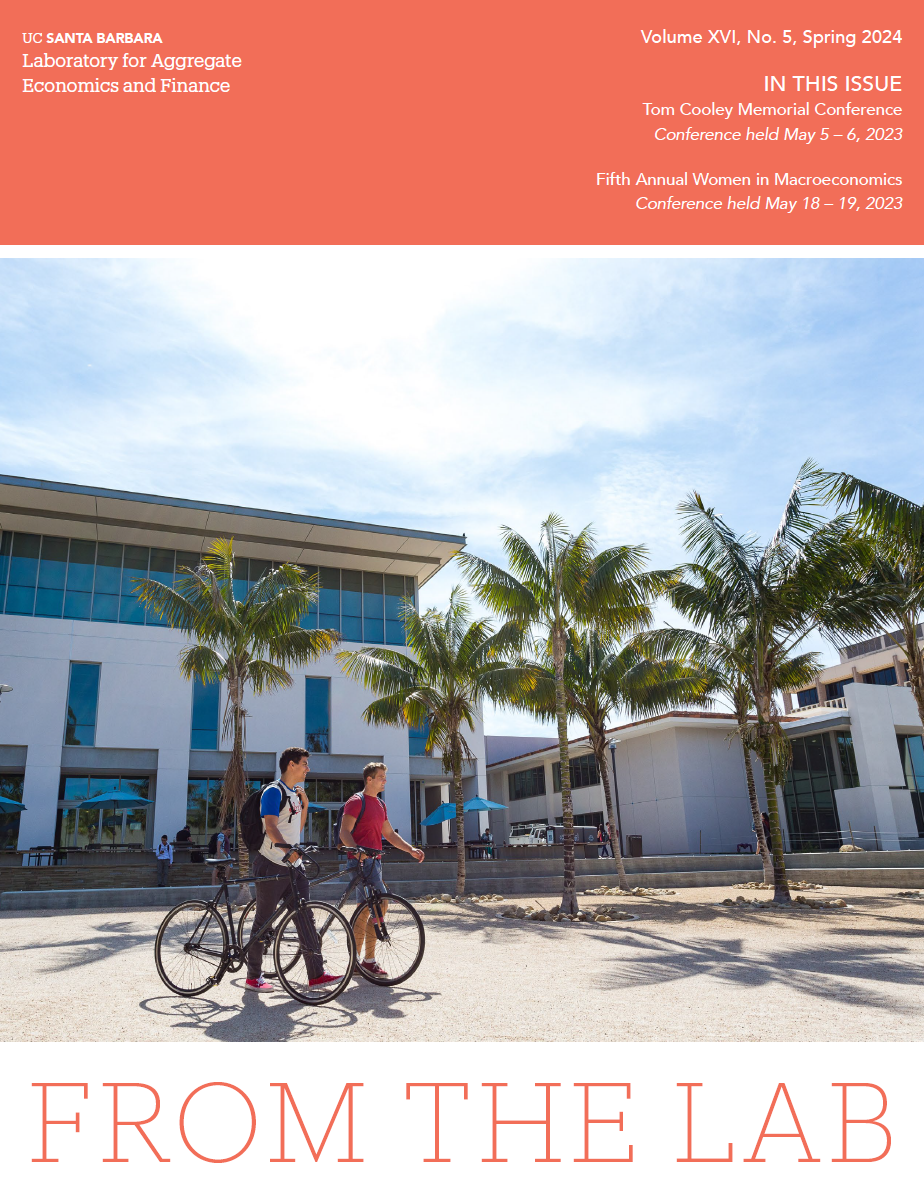 UC SANTA BARBARA
Laboratory for Aggregate
Economics and Finance
Volume XVI, No. 5, Spring 2024
IN THIS ISSUE
Tom Cooley Memorial Conference
Conference held May 5 – 6, 2023
Fifth Annual Women in Macroeconomics
Conference held May 18 – 19, 2023
FROM THE LAB